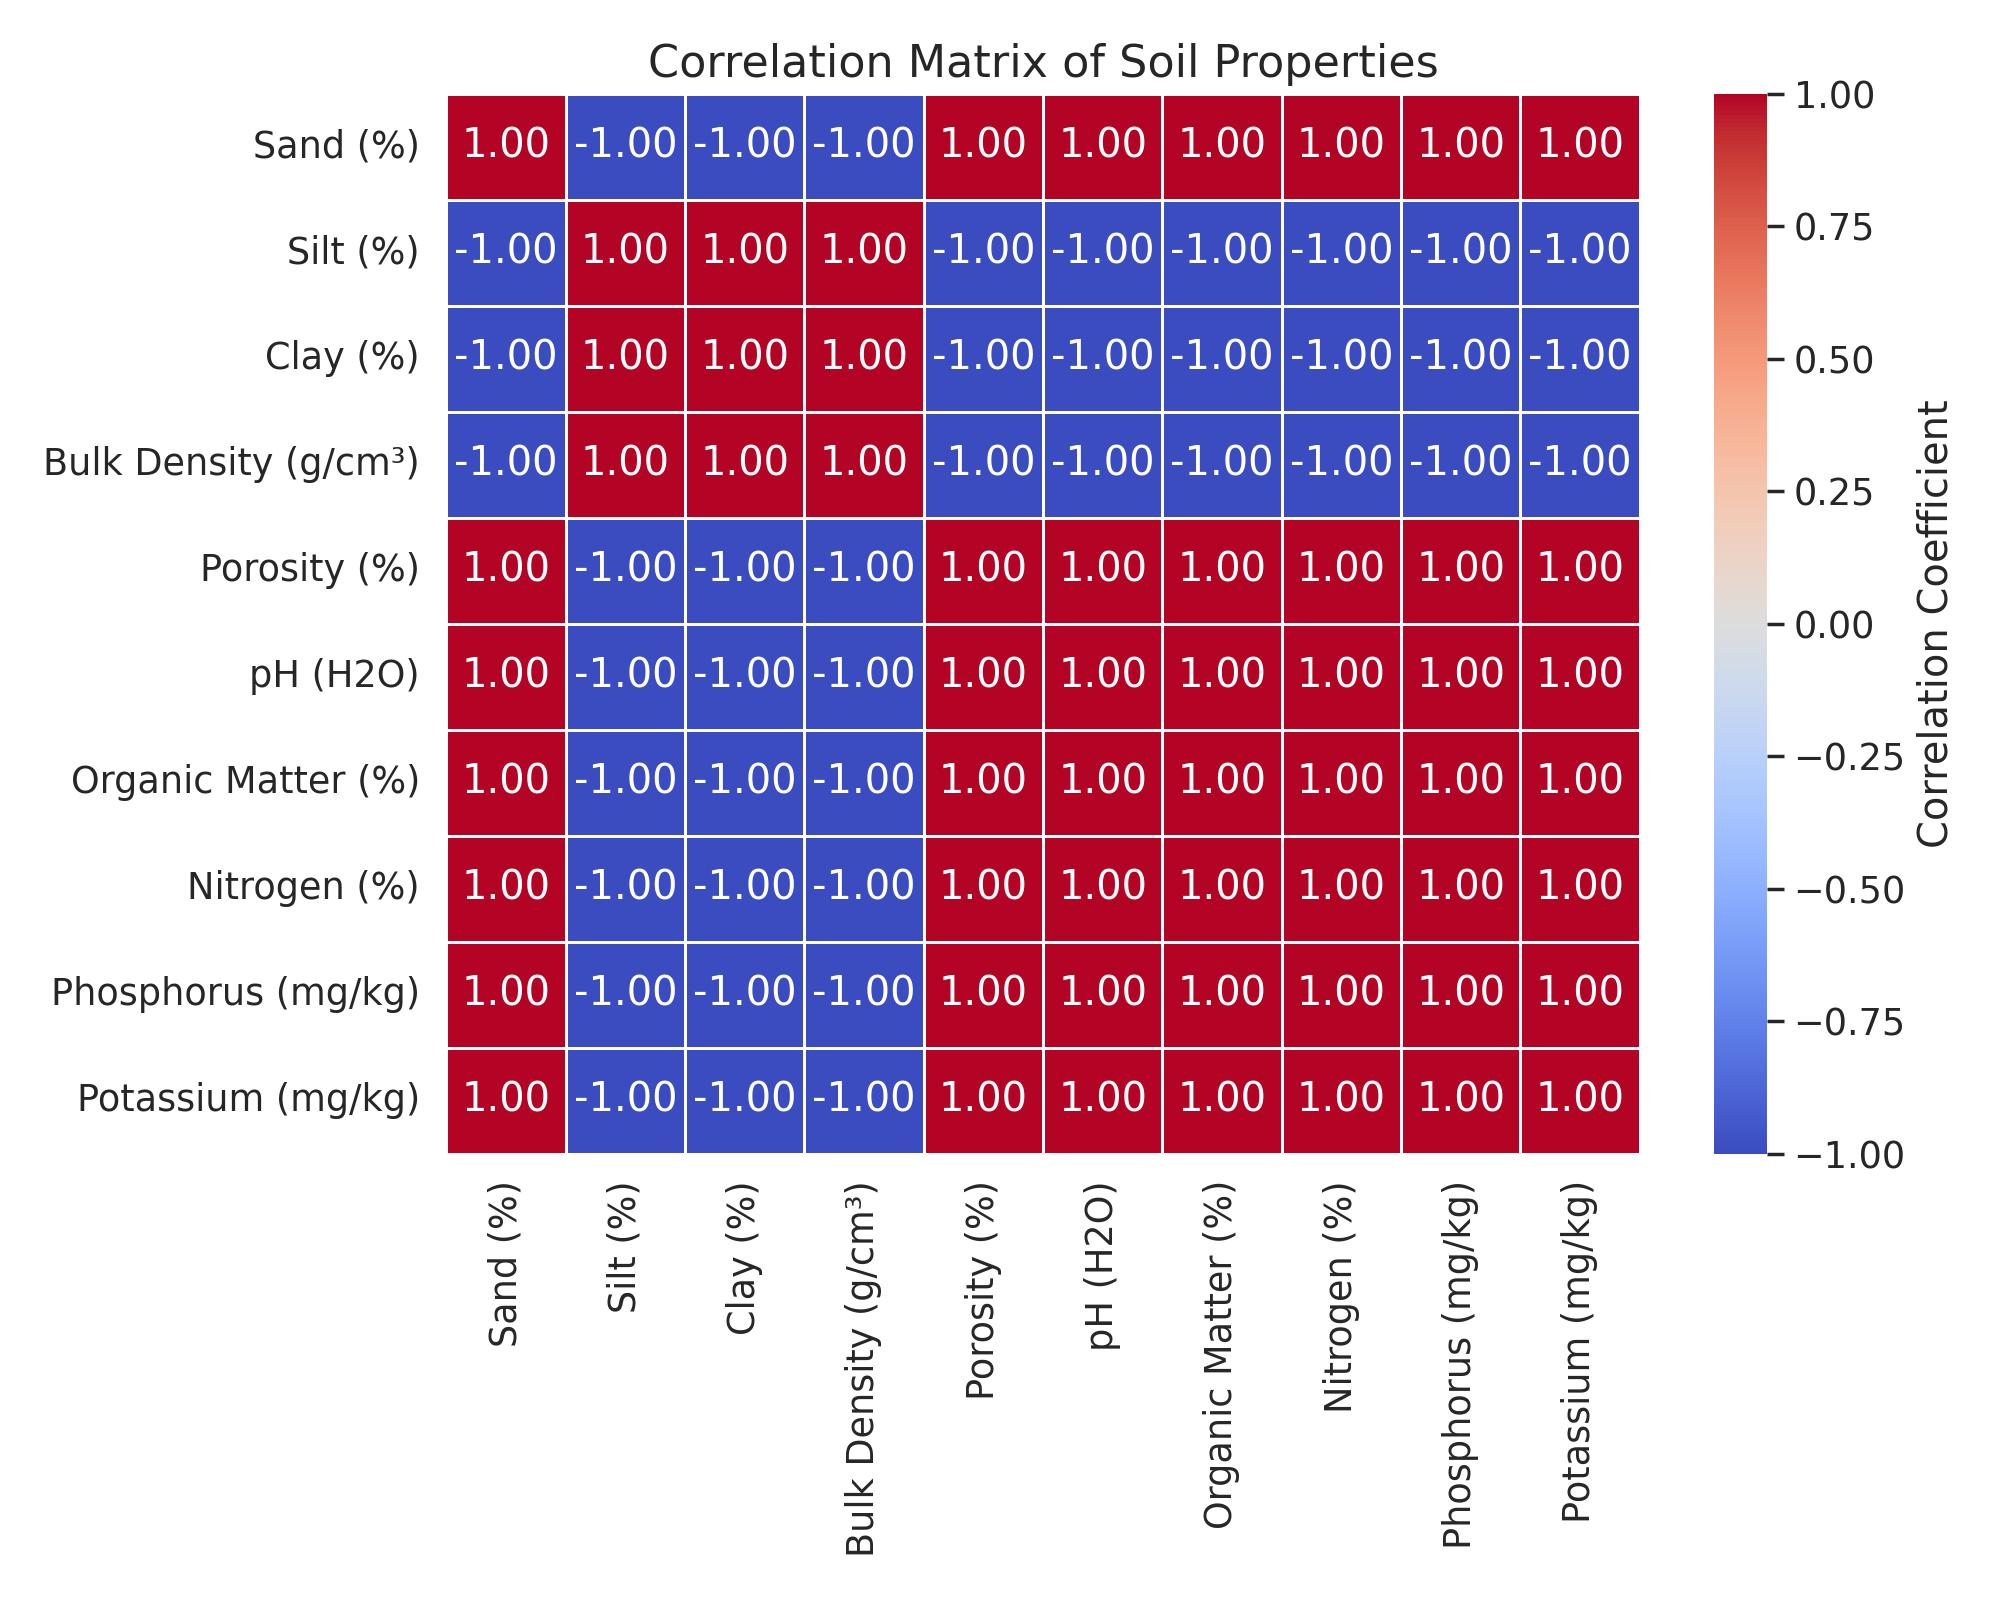 Correlation Matrix of Soil Properties
Sand (%) 1.00 -1.00 -1.00 -1.00 1.00 1.00 1.00 1.00 1.00 1.00
Silt (%) -1.00 1.00 1.00 1.00 -1.00 -1.00 -1.00 -1.00 -1.00 -1.00
Clay (%) -1.00 1.00 1.00 1.00 -1.00 -1.00 -1.00 -1.00 -1.00 -1.00
Bulk Density (g/cm³) -1.00 1.00 1.00 1.00 -1.00 -1.00 -1.00 -1.00 -1.00 -1.00
Porosity (%) 1.00 -1.00 -1.00 -1.00 1.00 1.00 1.00 1.00 1.00 1.00
pH (H2O) 1.00 -1.00 -1.00 -1.00 1.00 1.00 1.00 1.00 1.00 1.00
Organic Matter (%) 1.00 -1.00 -1.00 -1.00 1.00 1.00 1.00 1.00 1.00 1.00
Nitrogen (%) 1.00 -1.00 -1.00 -1.00 1.00 1.00 1.00 1.00 1.00 1.00
Phosphorus (mg/kg) 1.00 -1.00 -1.00 -1.00 1.00 1.00 1.00 1.00 1.00 1.00
Potassium (mg/kg) 1.00 -1.00 -1.00 -1.00 1.00 1.00 1.00 1.00 1.00 1.00
Sand (%)
Silt (%)
Clay (%)
Bulk Density (g/cm³)
Porosity (%)
pH (H2O)
Organic Matter (%)
Nitrogen (%)
Phosphorus (mg/kg)
Potassium (mg/kg)
1.00
0.75
0.50
0.25
0.00
−0.25
−0.50
−0.75
−1.00
Correlation Coefficient